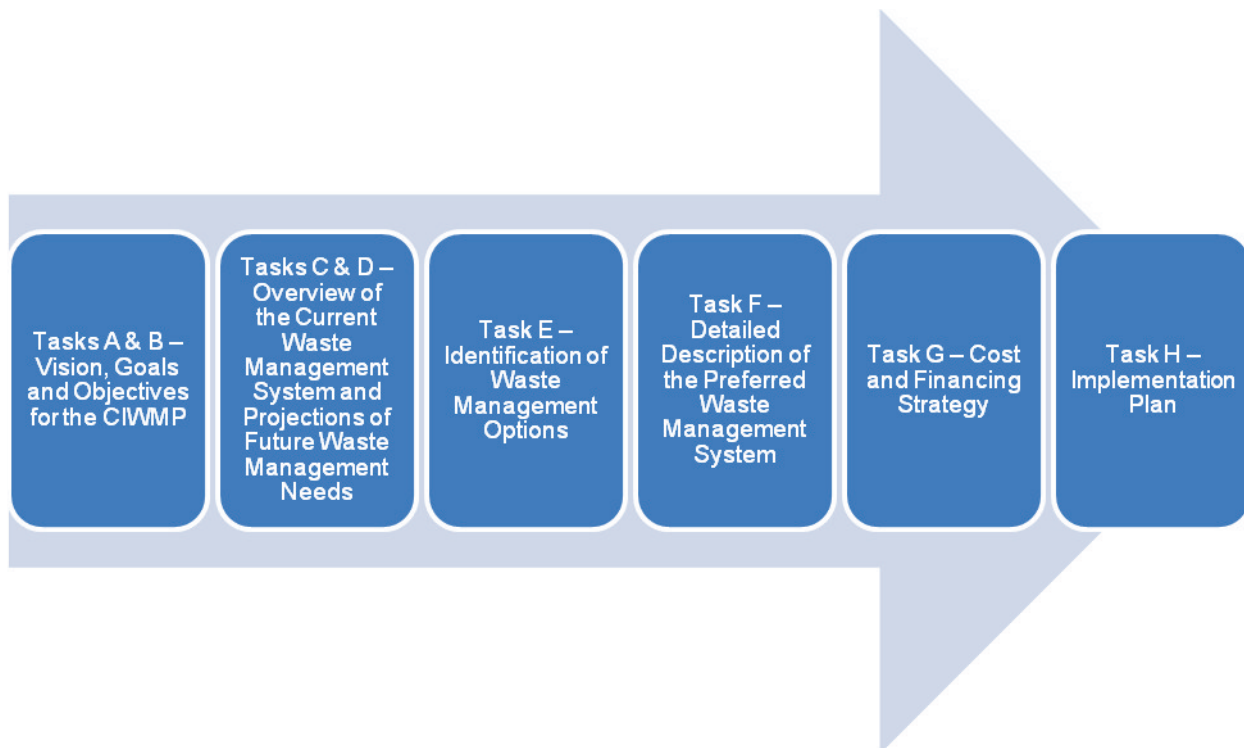 Tasks A & B –
Vision, Goals
and Objectives
for the CIWMP
Tasks C & D –
Overview of
the Current
Waste
Management
System and
Projections of
Future Waste
Management
Needs
Task E –
Identification of
Waste
Management
Options
Task F –
Detailed
Description of
the Preferred
Waste
Management
System
Task G – Cost
and Financing
Strategy
Task H –
Implementation
Plan